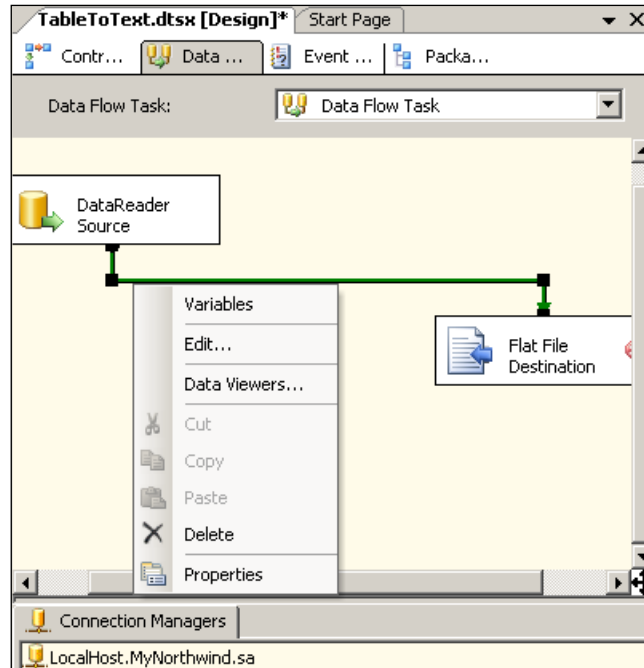 TableToText.dtsx [Design]* Start Page
Contr... Data ... Event ... Packa...
Data Flow Task: Data Flow Task
DataReader
Source
Variables
Edit...
Data Viewers...
Cut
Copy
Paste
Delete
Properties
Flat File
Destination
Connection Managers
LocalHost.MyNorthwind.sa